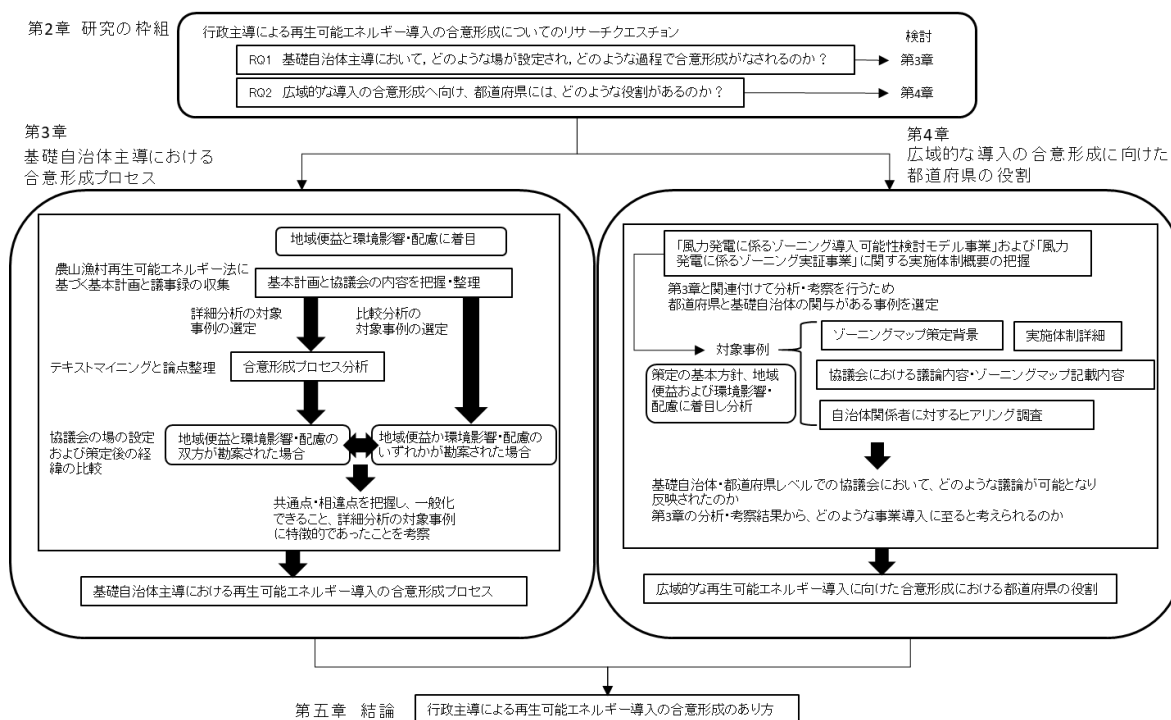 第2章 研究の枠組
行政主導による再生可能エネルギー導入の合意形成についてのリサーチクエスチョン
検討
RQ1 基礎自治体主導において，どのような場が設定され，どのような過程で合意形成がなされるのか？
第3章
RQ2 広域的な導入の合意形成へ向け、都道府県には、どのような役割があるのか？
第4章
第3章
基礎自治体主導における
合意形成プロセス
地域便益と環境影響・配慮に着目
農山漁村再生可能エネルギー法に
基づく基本計画と議事録の収集
基本計画と協議会の内容を把握・整理
詳細分析の対象
事例の選定
比較分析の
対象事例の選定
テキストマイニングと論点整理
合意形成プロセス分析
協議会の場の設定
および策定後の経
緯の比較
地域便益と環境影響・配慮の
双方が勘案された場合
地域便益か環境影響・配慮の
いずれかが勘案された場合
共通点・相違点を把握し、一般化
できること、詳細分析の対象事例
に特徴的であったことを考察
基礎自治体主導における再生可能エネルギー導入の合意形成プロセス
第4章
広域的な導入の合意形成に向けた
都道府県の役割
「風力発電に係るゾーニング導入可能性検討モデル事業」および「風力
発電に係るゾーニング実証事業」に関する実施体制概要の把握
第3章と関連付けて分析・考察を行うため
都道府県と基礎自治体の関与がある事例を選定
対象事例
ゾーニングマップ策定背景
実施体制詳細
策定の基本方針、地域
便益および環境影響・
配慮に着目し分析
協議会における議論内容・ゾーニングマップ記載内容
自治体関係者に対するヒアリング調査
基礎自治体・都道府県レベルでの協議会において、どのような議論が可能となり
反映されたのか
第3章の分析・考察結果から、どのような事業導入に至ると考えられるのか
広域的な再生可能エネルギー導入に向けた合意形成における都道府県の役割
第五章 結論
行政主導による再生可能エネルギー導入の合意形成のあり方